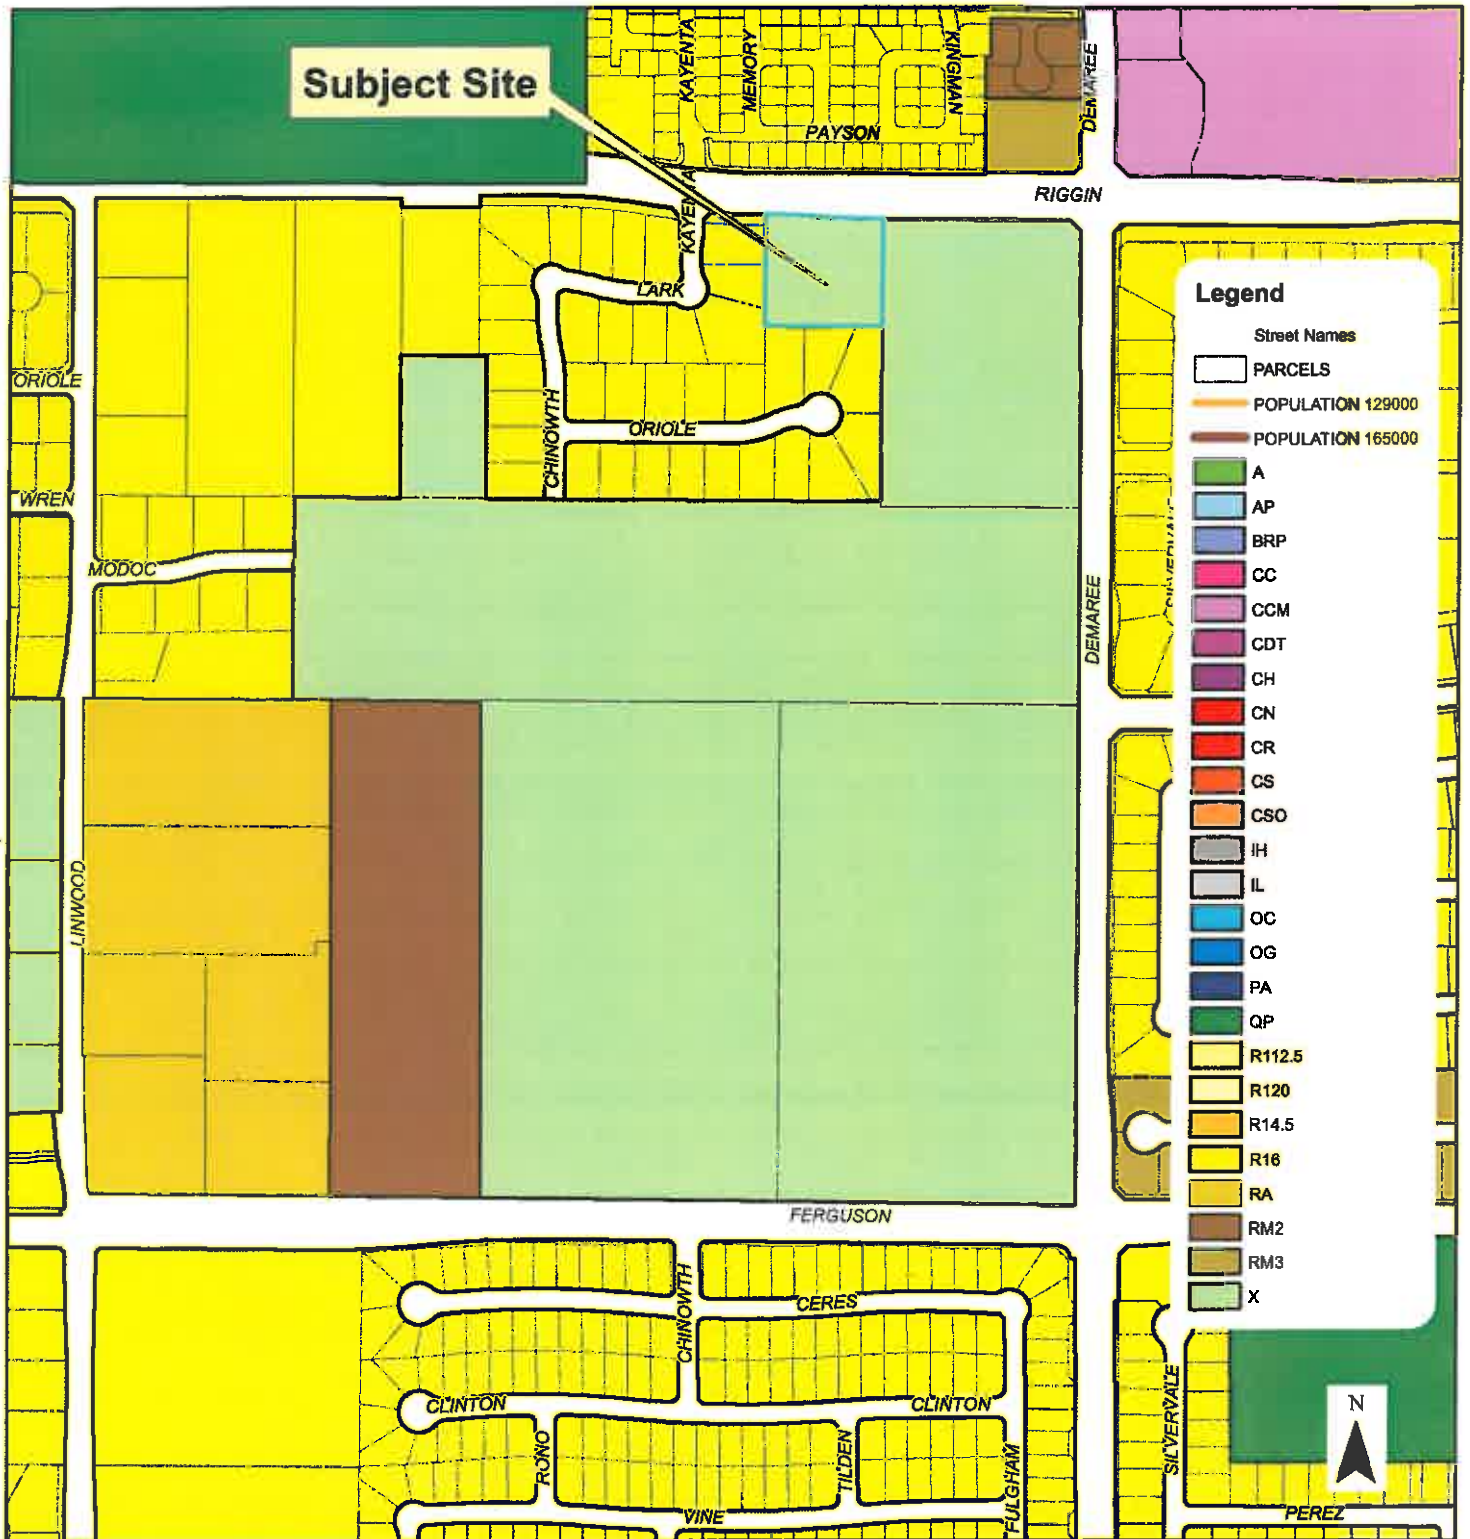 Subject Site
KAYENTA
MEMORY
KINGMAN
DEMAREE
PAYSON
RIGGIN
KAYENTA
LARK
ORIOLE
CHINOWTH
ORIOLE
WREN
MODOC
DEMAREE
LINWOOD
FERGUSON
CHINOWTH
CERES
CLINTON
CLINTON
RONO
TILDEN
FULGHAM
VINE
SILVERVALE
PEREZ
N
Legend
Street Names
PARCELS
POPULATION 129000
POPULATION 165000
A
AP
BRP
CC
CCM
CDT
CH
CN
CR
CS
CSO
IH
IL
OC
OG
PA
QP
R112.5
R120
R14.5
R16
RA
RM2
RM3
X